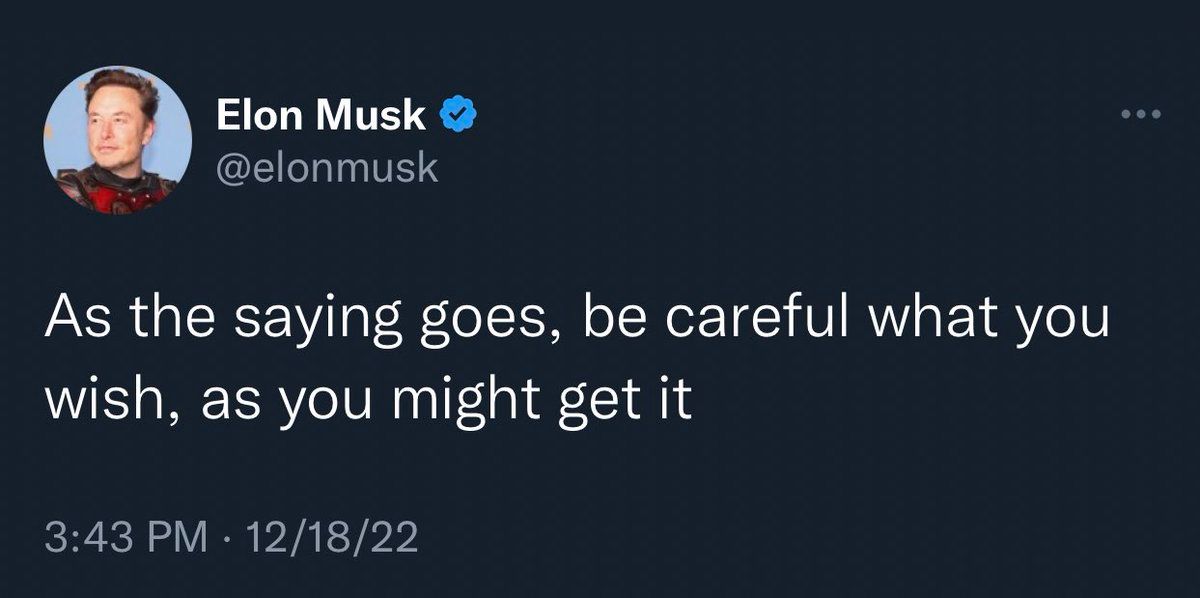 Elon Musk
@elonmusk
As the saying goes, be careful what you
wish, as you might get it
3:43 PM · 12/18/22